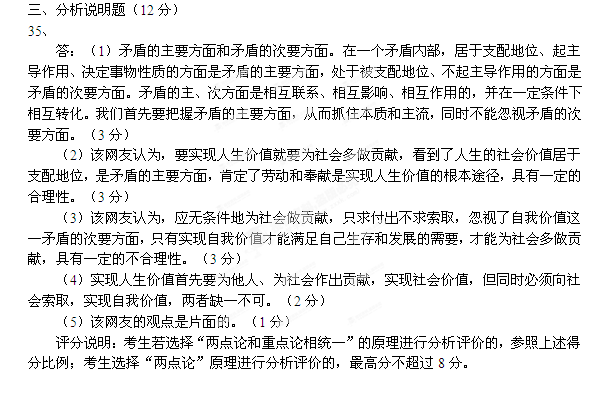 三、分析说明题（12 分）
35、
答：（1）矛盾的主要方面和矛盾的次要方面。在一个矛盾内部，居于支配地位、起主
导作用、决定事物性质的方面是矛盾的主要方面，处于被支配地位、不起主导作用的方面是
矛盾的次要方面。矛盾的主、次方面是相互联系、相互影响、相互作用的，并在一定条件下
相互转化。我们首先要把握矛盾的主要方面，从而抓住本质和主流，同时不能忽视矛盾的次
要方面。（3 分）
（2）该网友认为，要实现人生价值就要为社会多做贡献，看到了人生的社会价值居于
支配地位，是矛盾的主要方面，肯定了劳动和奉献是实现人生价值的根本途径，具有一定的
合理性。（3 分）
（3）该网友认为，应无条件地为社会做贡献，只求付出不求索取，忽视了自我价值这
一矛盾的次要方面，只有实现自我价值才能满足自己生存和发展的需要，才能为社会多做贡
献，具有一定的不合理性。（3 分）
（4）实现人生价值首先要为他人、为社会作出贡献，实现社会价值，但同时必须向社
会索取，实现自我价值，两者缺一不可。（2 分）
（5）该网友的观点是片面的。（1 分）
评分说明：考生若选择“两点论和重点论相统一”的原理进行分析评价的，参照上述得
分比例；考生选择“两点论”原理进行分析评价的，最高分不超过 8 分。